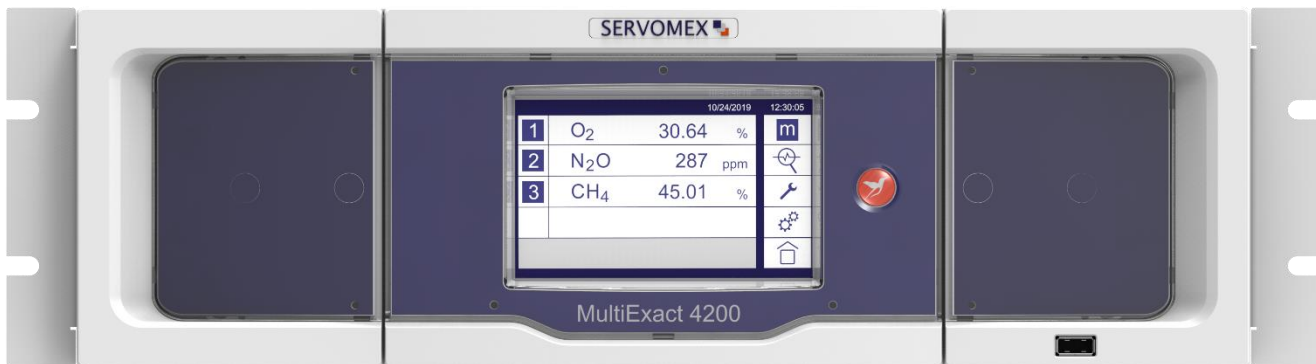 SERVOMEX
10/24/2019 12:30:05
1 O2 30.64 % m
2 N2O 287 ppm
3 CH4 45.01 %
MultiExact 4200